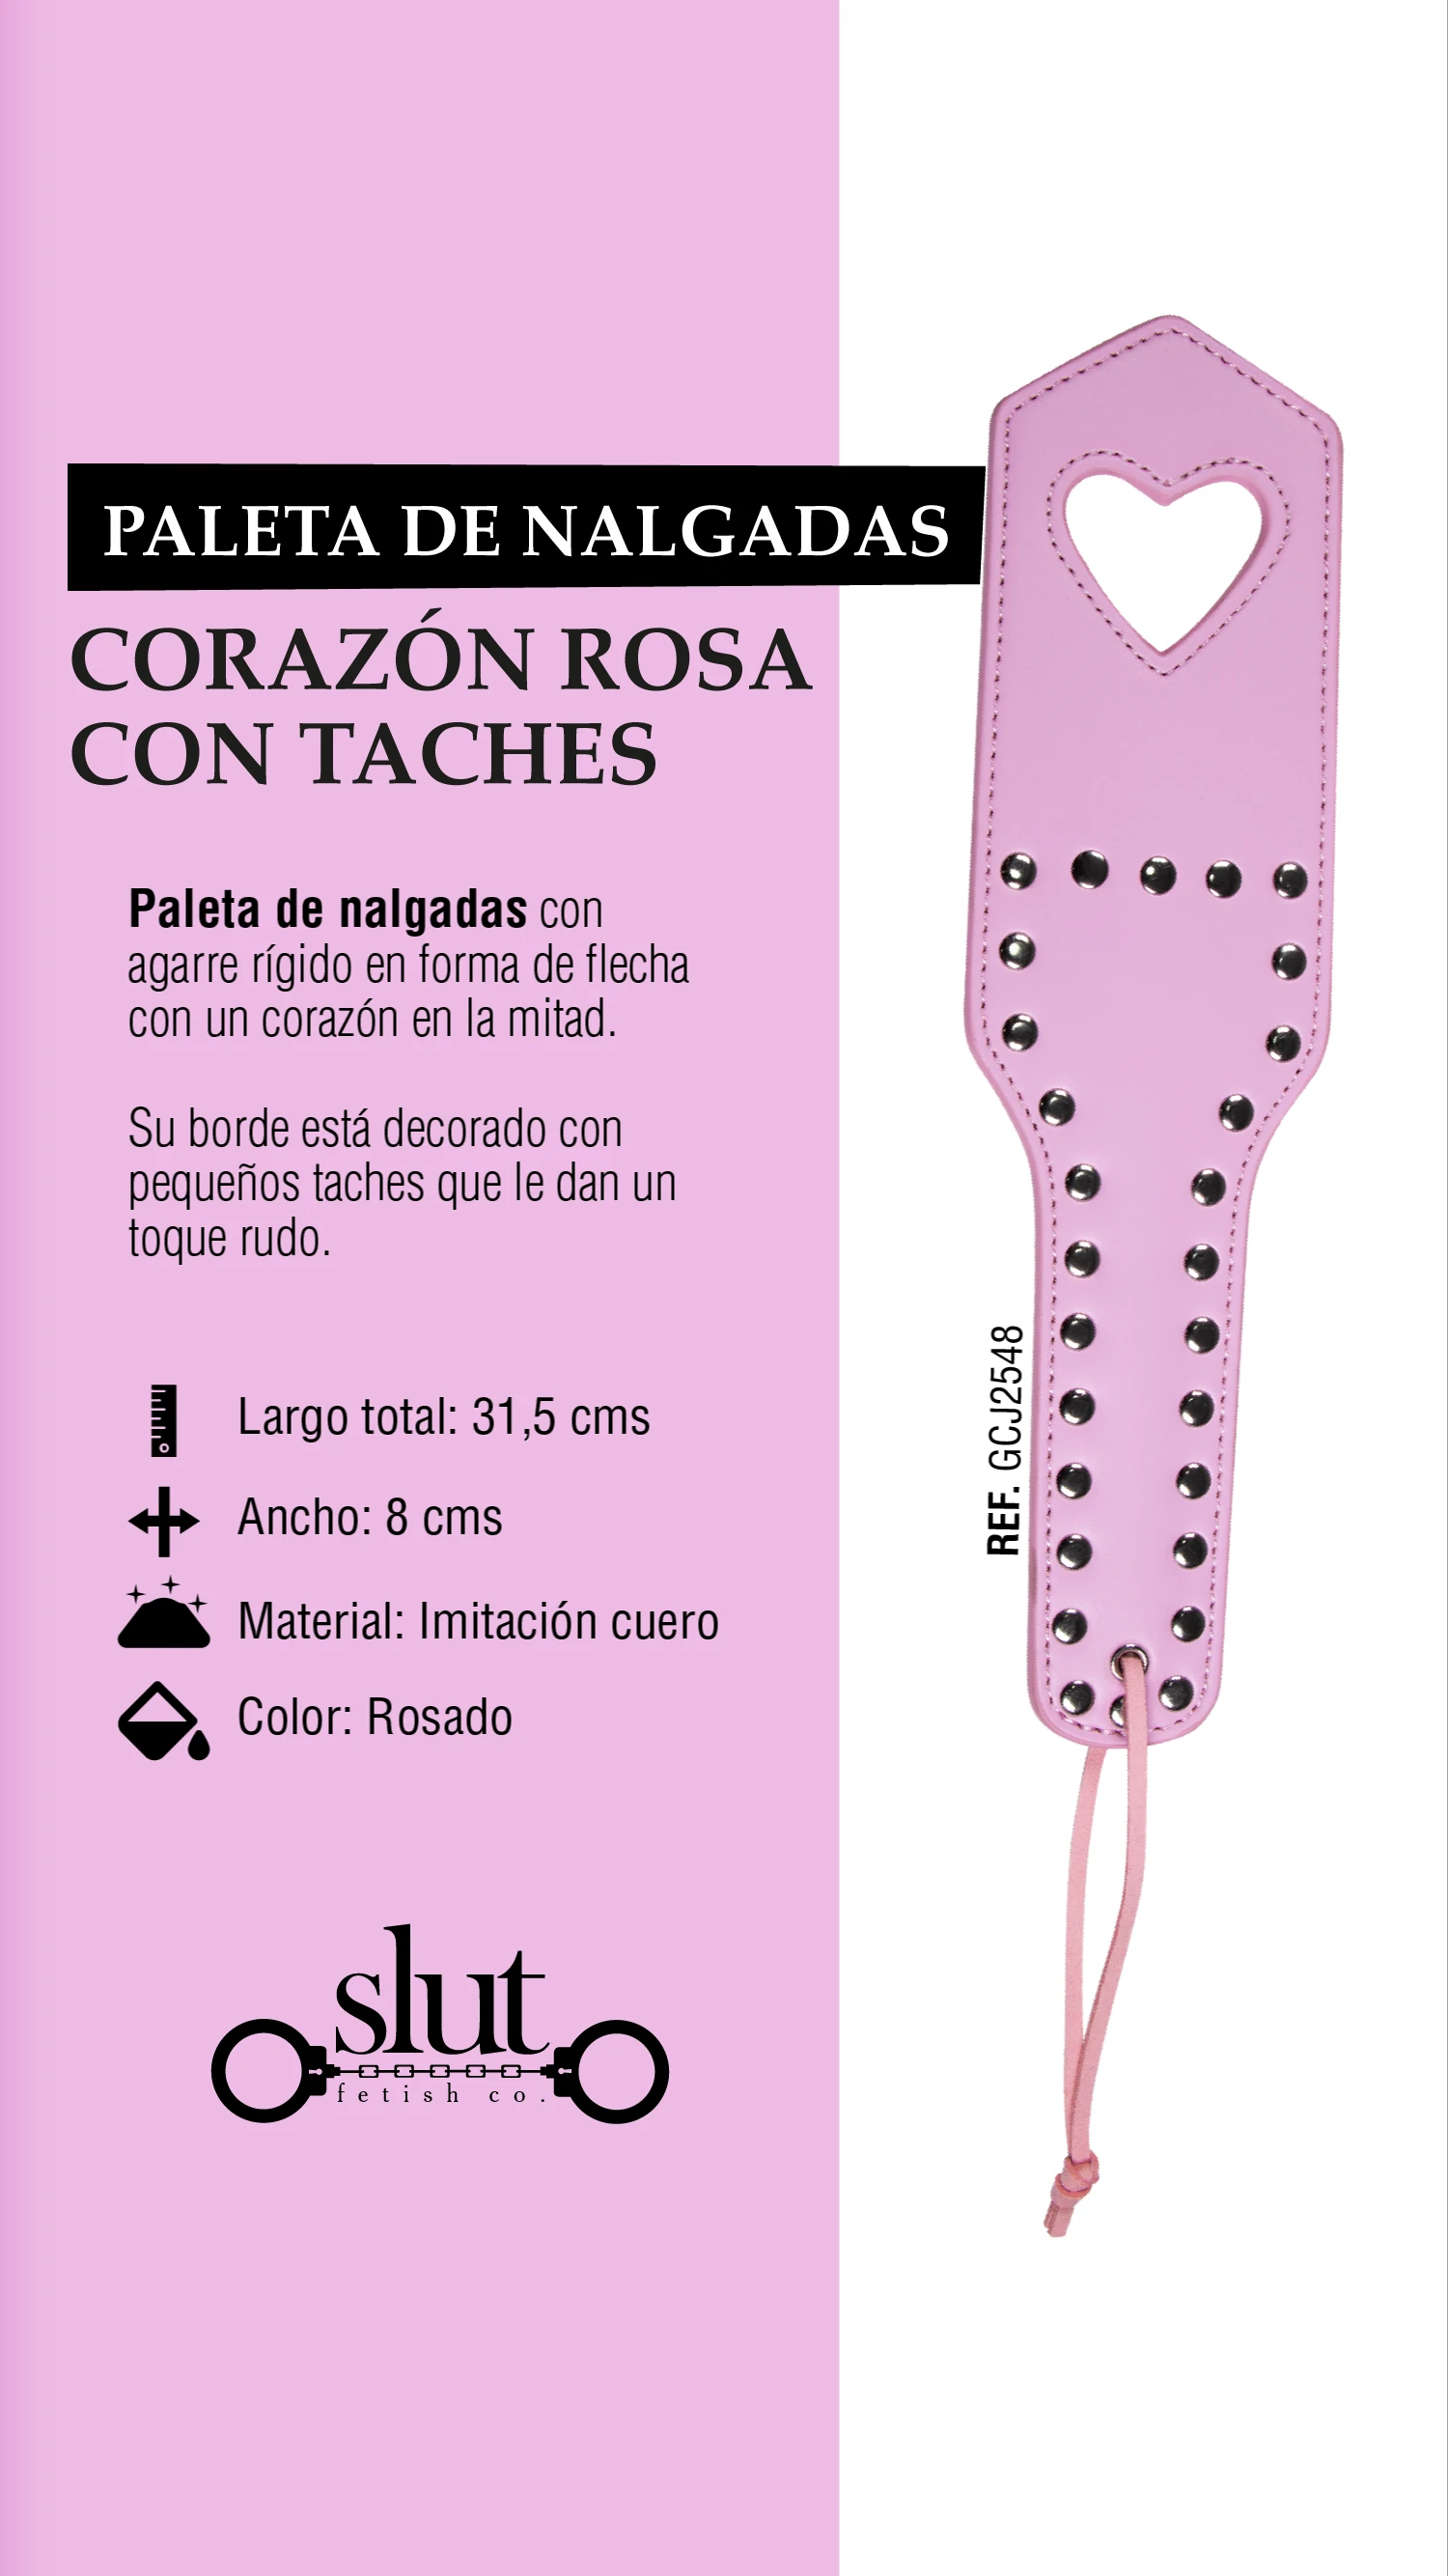 PALETA DE NALGADAS
CORAZÓN ROSA
CON TACHES
Paleta de nalgadas con
agarre rígido en forma de flecha
con un corazón en la mitad.
Su borde está decorado con
pequeños taches que le dan un
toque rudo.
Largo total: 31,5 cms
Ancho: 8 cms
Material: Imitación cuero
Color: Rosado
REF. GCJ2548
slut
fetish co.